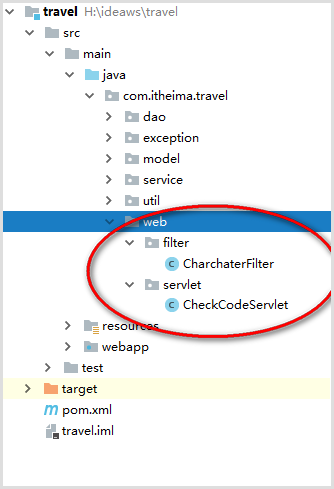 travel H:\ideaws\travel
src
main
java
com.itheima.travel
dao
exception
model
service
util
web
filter
CharchaterFilter
servlet
CheckCodeServlet
resources
webapp
test
target
pom.xml
travel.iml